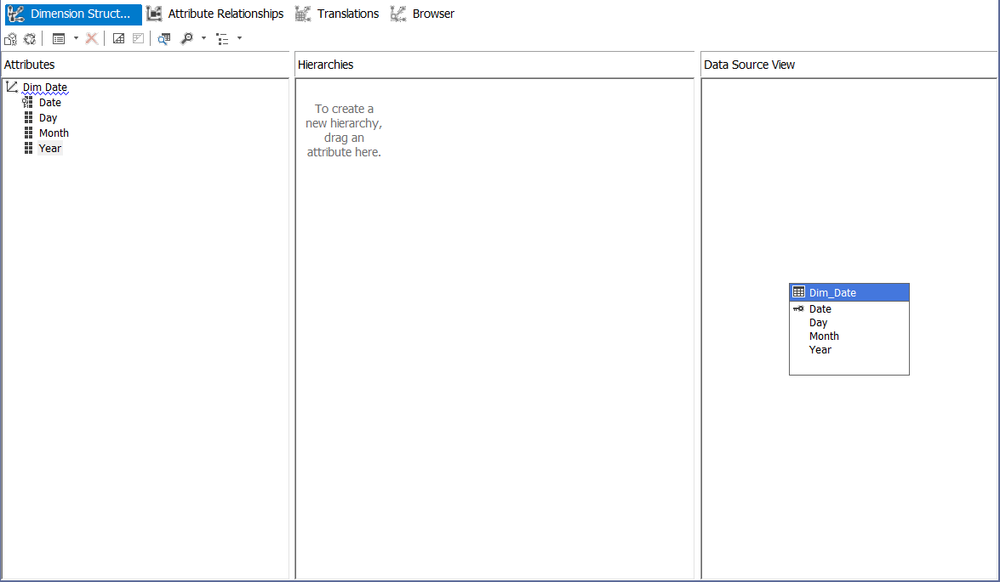 Dimension Struct...
Attribute Relationships
Translations
Browser
Attributes
Dim Date
Date
Day
Month
Year
Hierarchies
To create a
new hierarchy,
drag an
attribute here.
Data Source View
Dim_Date
Date
Day
Month
Year